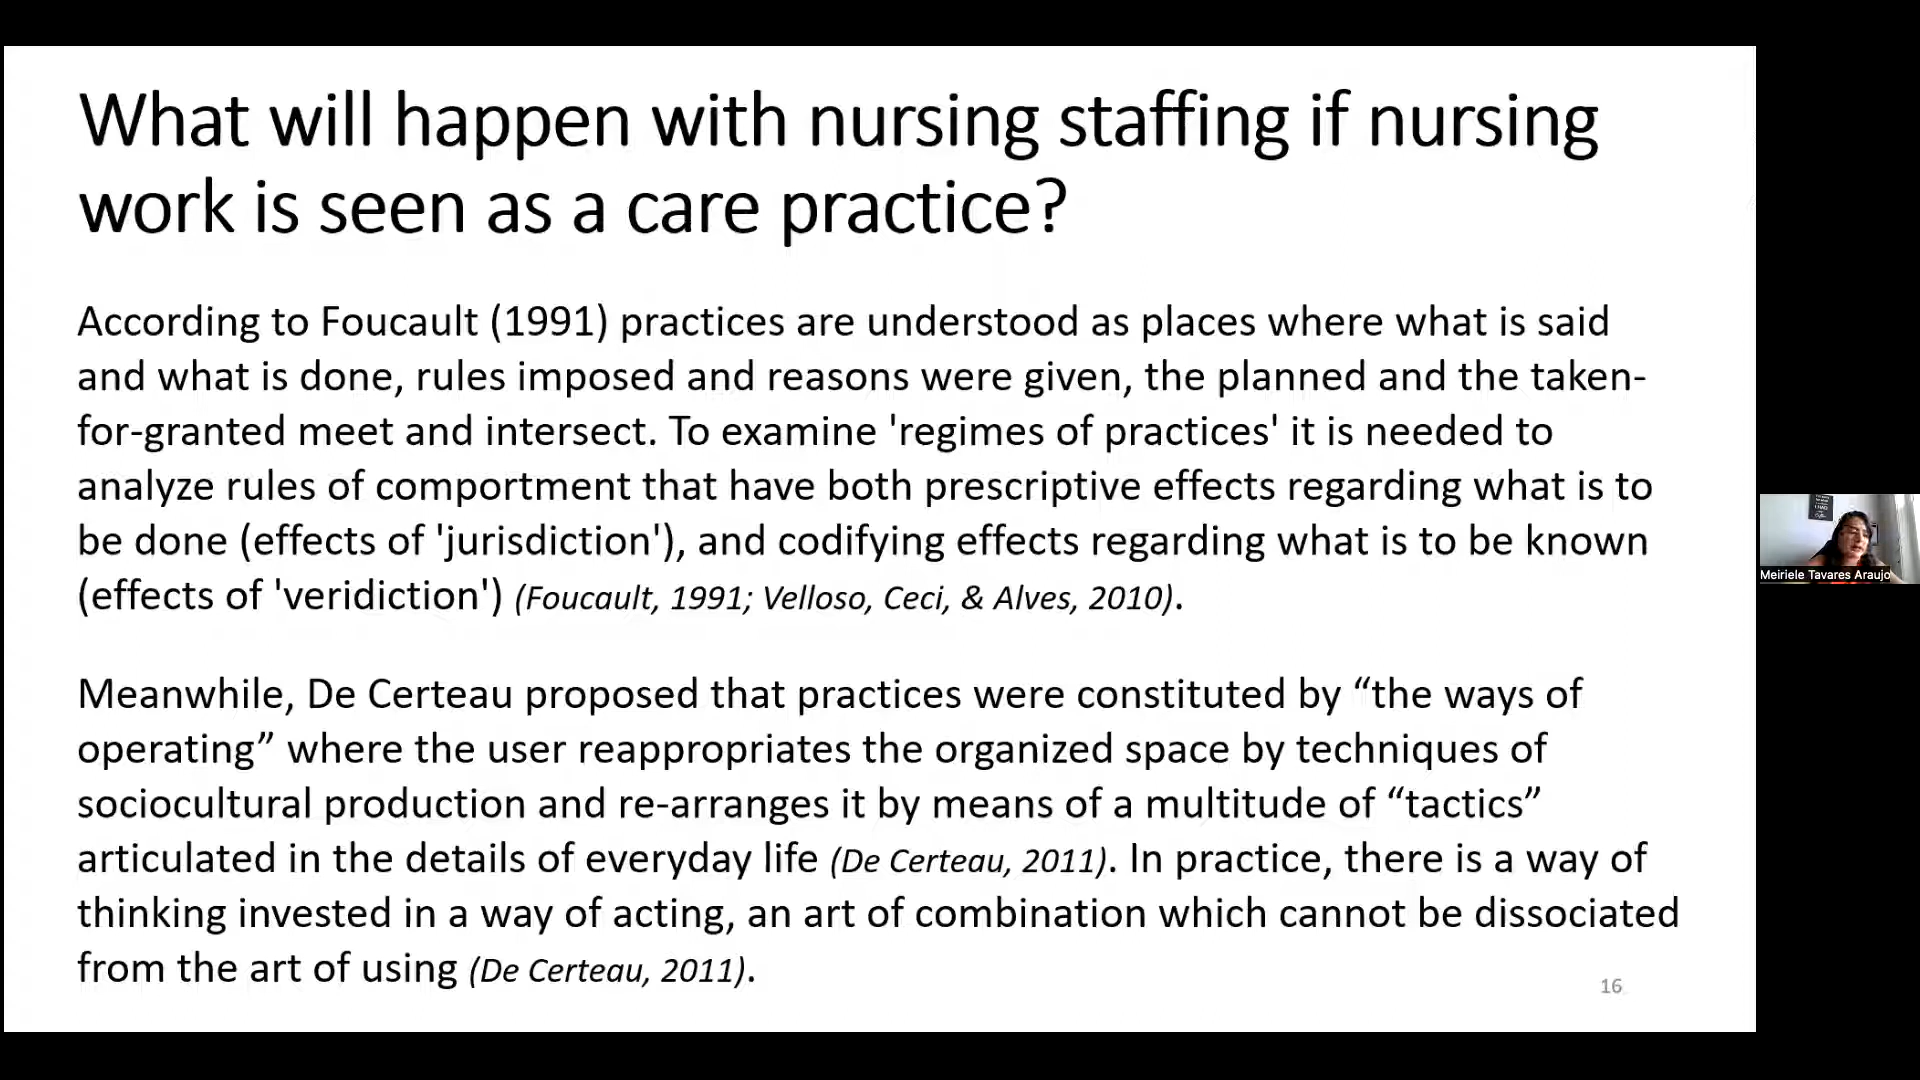 What will happen with nursing staffing if nursing
work is seen as a care practice?
According to Foucault (1991) practices are understood as places where what is said
and what is done, rules imposed and reasons were given, the planned and the taken-
for-granted meet and intersect. To examine 'regimes of practices' it is needed to
analyze rules of comportment that have both prescriptive effects regarding what is to
be done (effects of 'jurisdiction'), and codifying effects regarding what is to be known
(effects of 'veridiction') (Foucault, 1991; Velloso, Ceci, & Alves, 2010).
Meanwhile, De Certeau proposed that practices were constituted by “the ways of
operating” where the user reappropriates the organized space by techniques of
sociocultural production and re-arranges it by means of a multitude of “tactics”
articulated in the details of everyday life (De Certeau, 2011). In practice, there is a way of
thinking invested in a way of acting, an art of combination which cannot be dissociated
from the art of using (De Certeau, 2011).
16
Meiriele Tavares Araujo